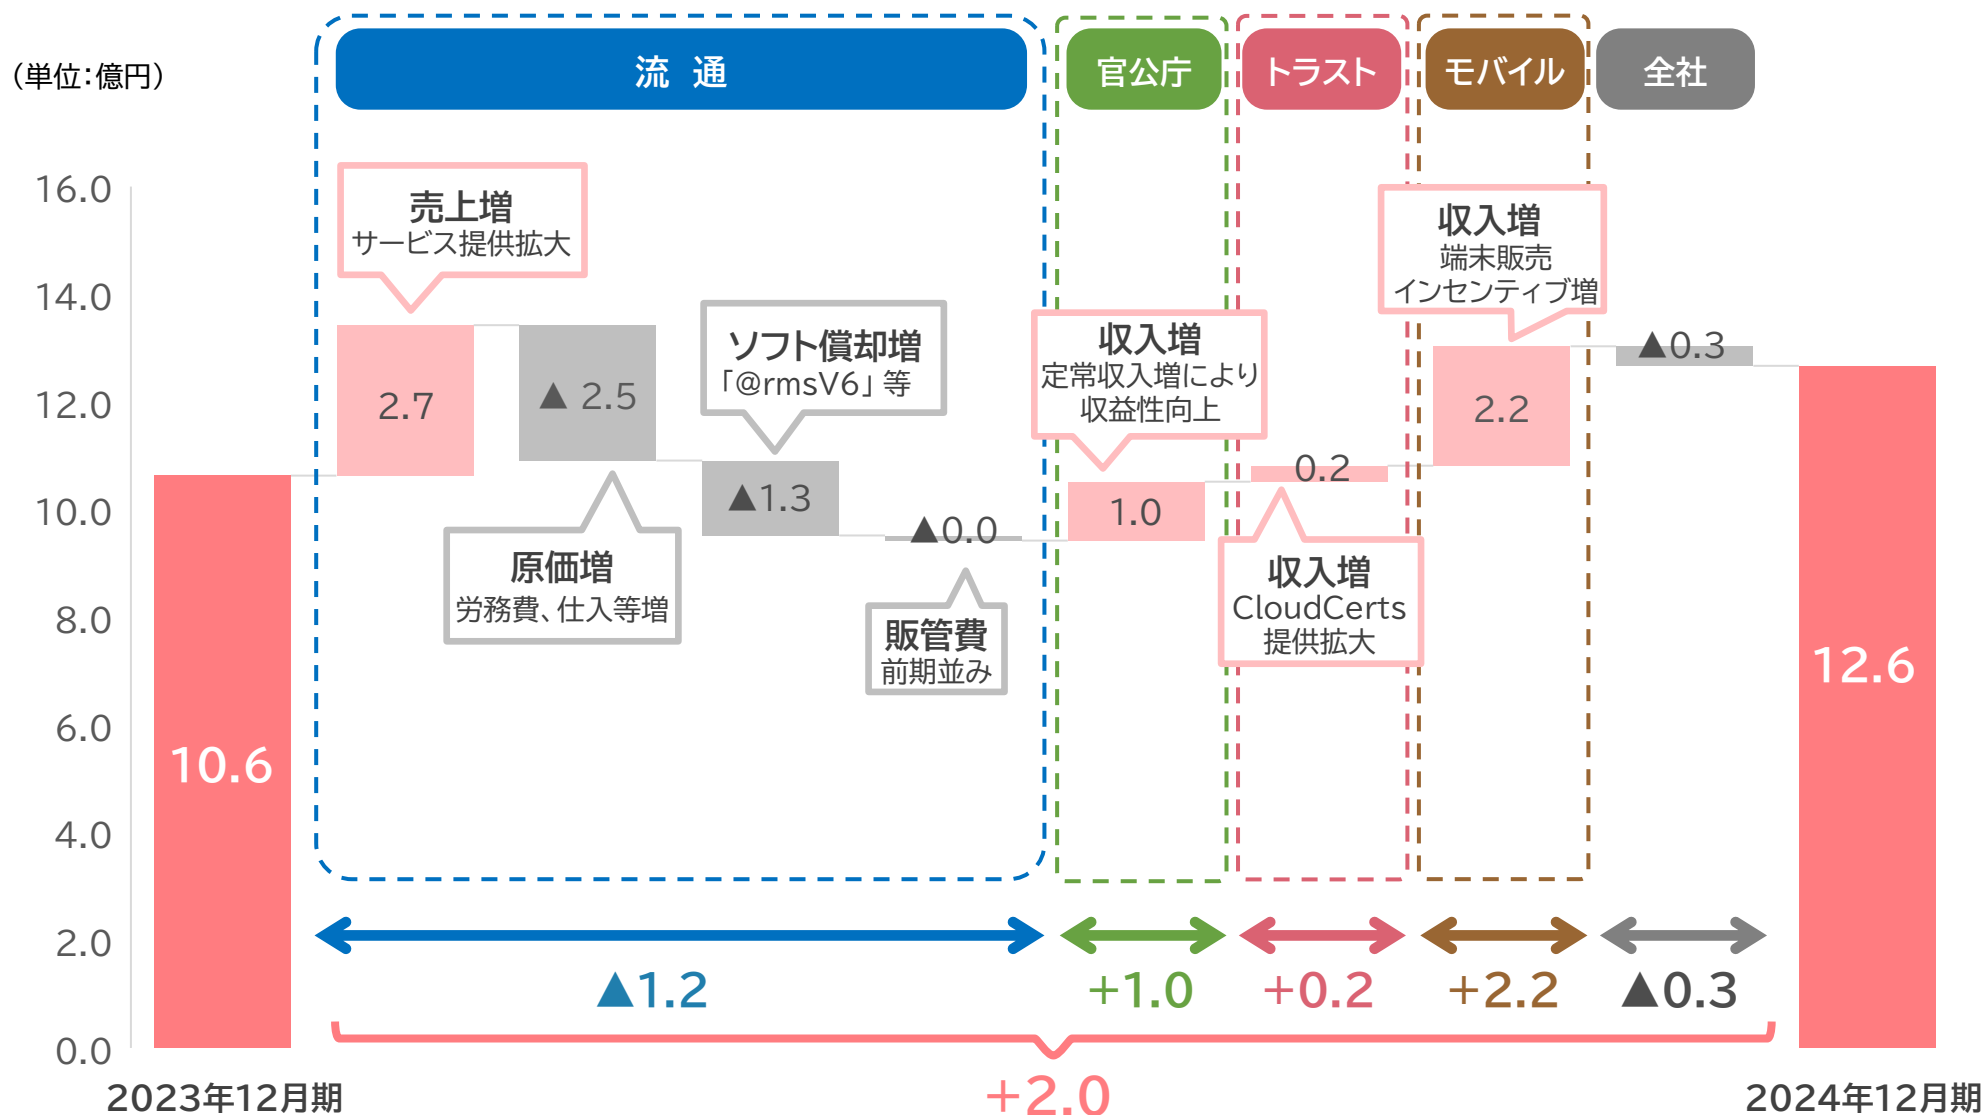 （単位：億円）
流 通
官公庁
トラスト
モバイル
全社
16.0
14.0
12.0
10.0
8.0
6.0
4.0
2.0
0.0
売上増
サービス提供拡大
ソフト償却増
「@rmsV6」等
収入増
定常収入増により
収益性向上
収入増
端末販売
インセンティブ増
原価増
労務費、仕入等増
販管費
前期並み
収入増
CloudCerts
提供拡大
10.6
2.7
▲ 2.5
▲1.3
▲0.0
1.0
0.2
2.2
▲0.3
12.6
▲1.2
+1.0
+0.2
+2.2
▲0.3
+2.0
2023年12月期
2024年12月期